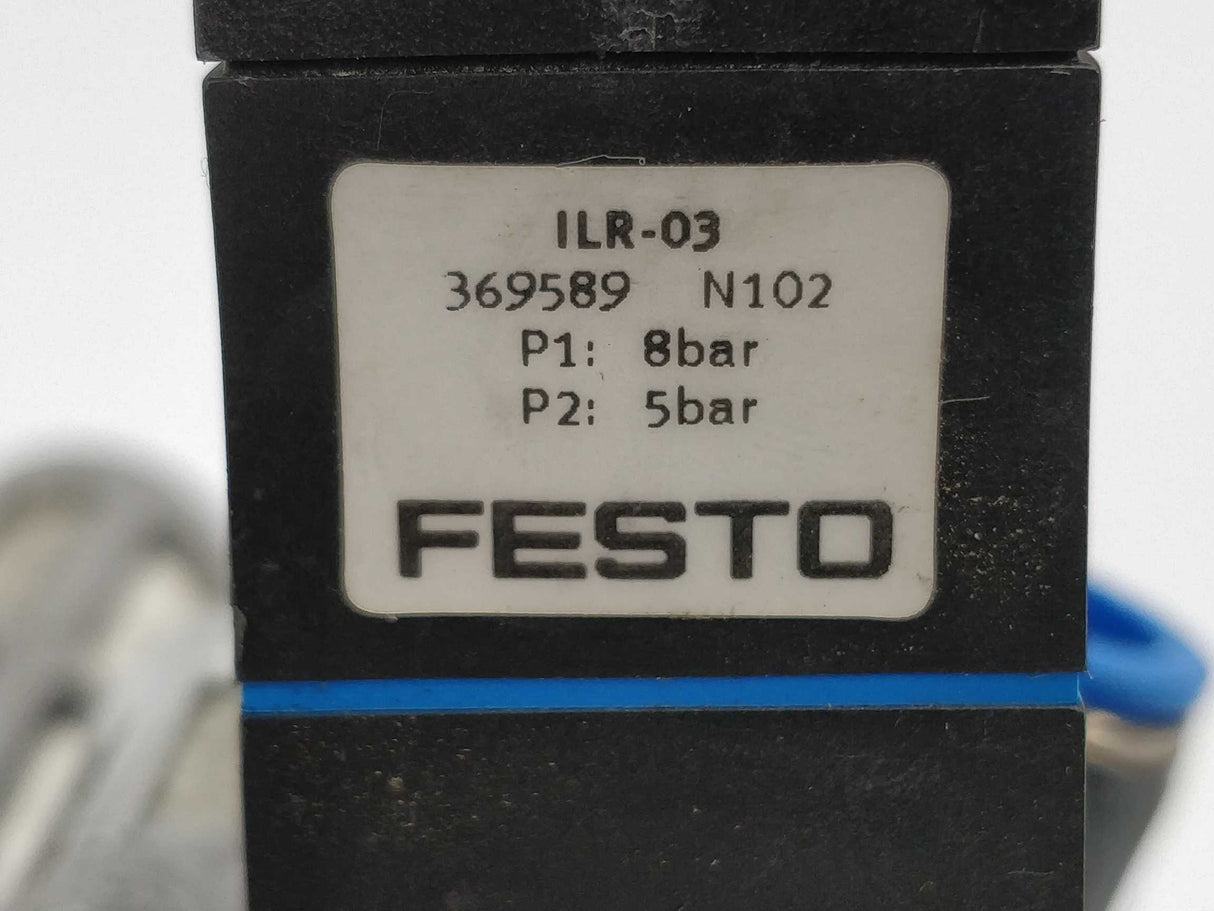 ILR-03
369589 N102
P1: 8bar
P2: 5bar
FESTO